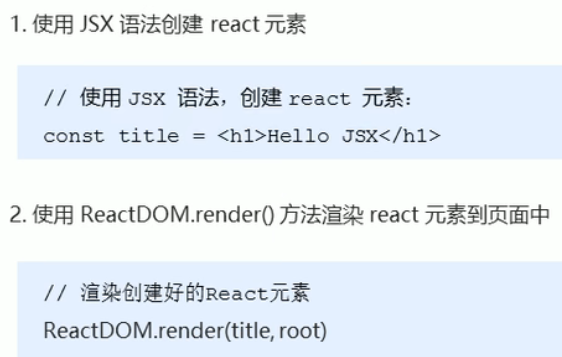 1. 使用 JSX 语法创建 react 元素
// 使用 JSX 语法，创建 react 元素：
const title = <h1>Hello JSX</h1>
2. 使用 ReactDOM.render() 方法渲染 react 元素到页面中
// 渲染创建好的React元素
ReactDOM.render(title, root)